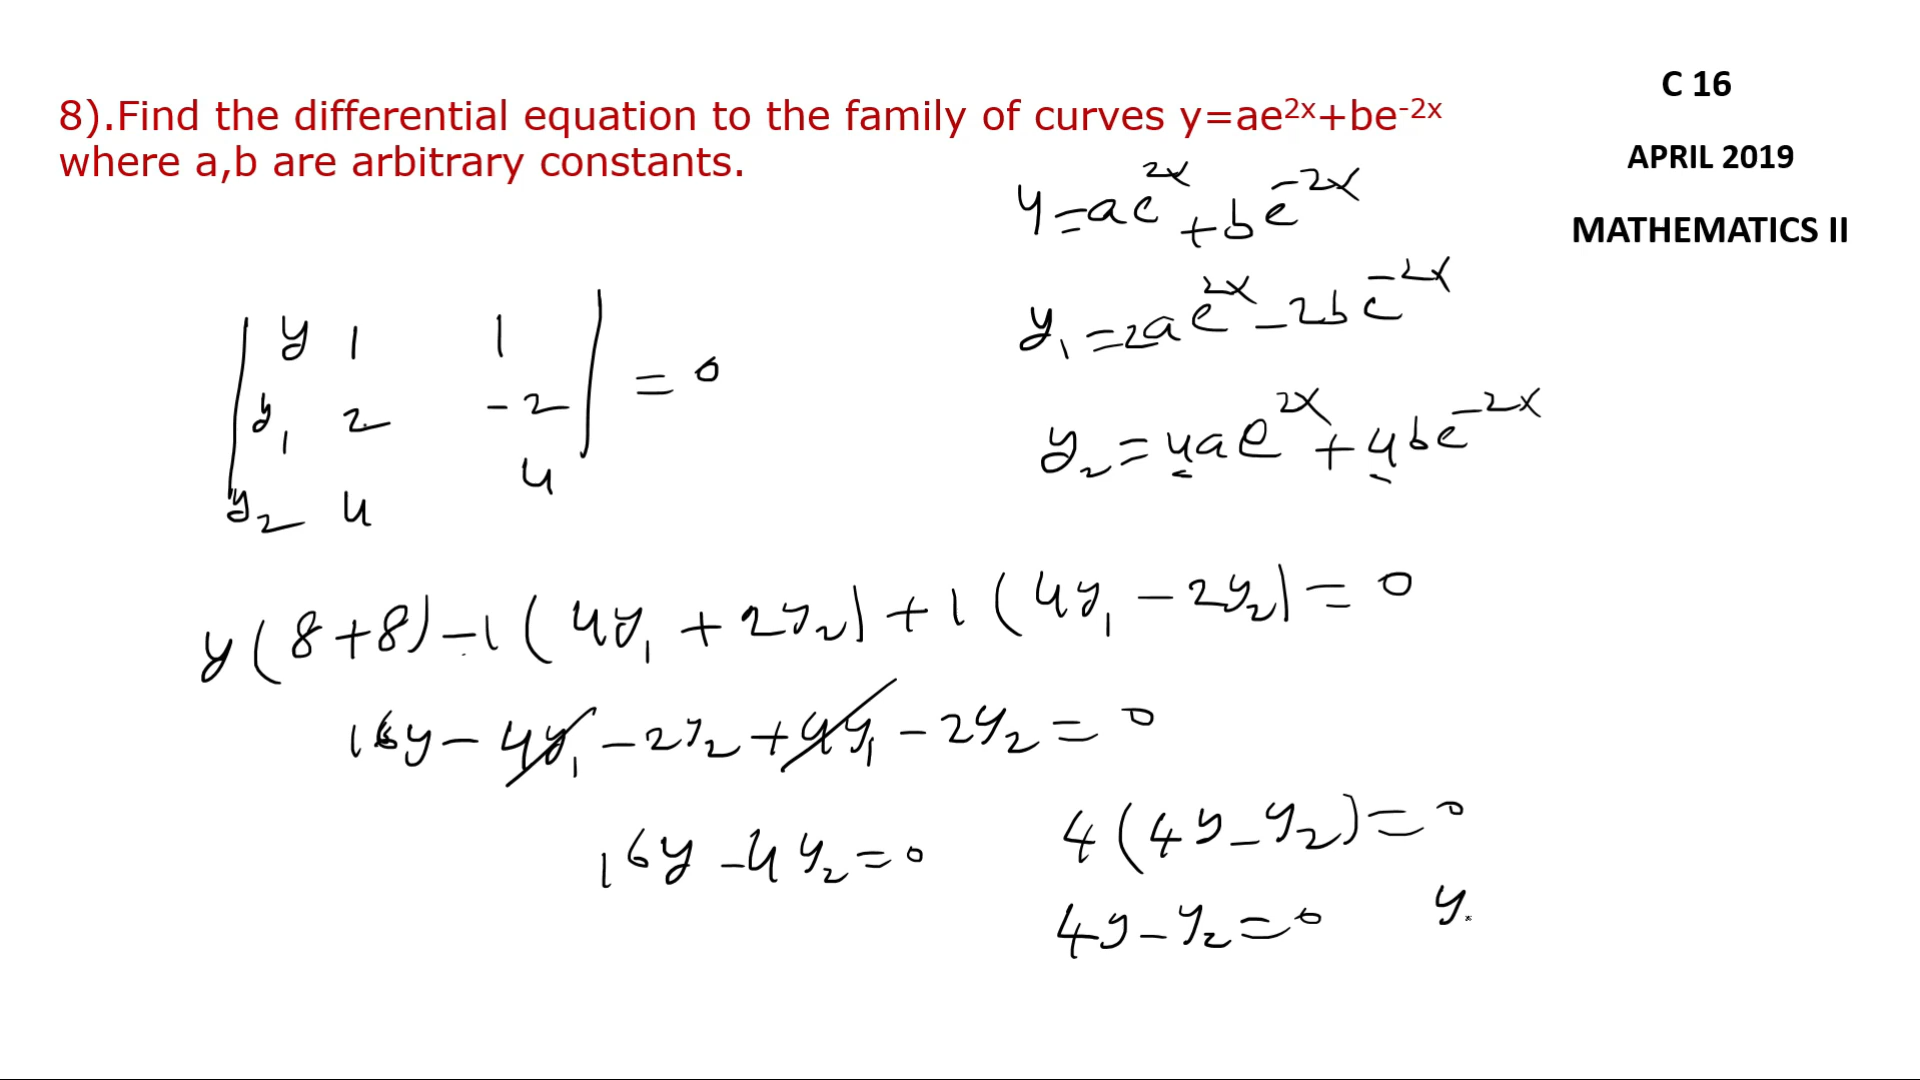 8).Find the differential equation to the family of curves y=ae²ˣ+be⁻²ˣ
where a,b are arbitrary constants.
C 16
APRIL 2019
MATHEMATICS II
y=ae²ˣ+be⁻²ˣ
y₁=2ae²ˣ-2be⁻²ˣ
y₂=4ae²ˣ+4be⁻²ˣ
| y 1 1 |
| y₁ 2 -2 | = 0
| y₂ 4 4
y(8+8)-1(4y₁+2y₂)+1(4y₁-2y₂)=0
16y-4y₁-2y₂+4y₁-2y₂=0
16y-4y₂=0
4(4y-y₂)=0
4y-y₂=0
y